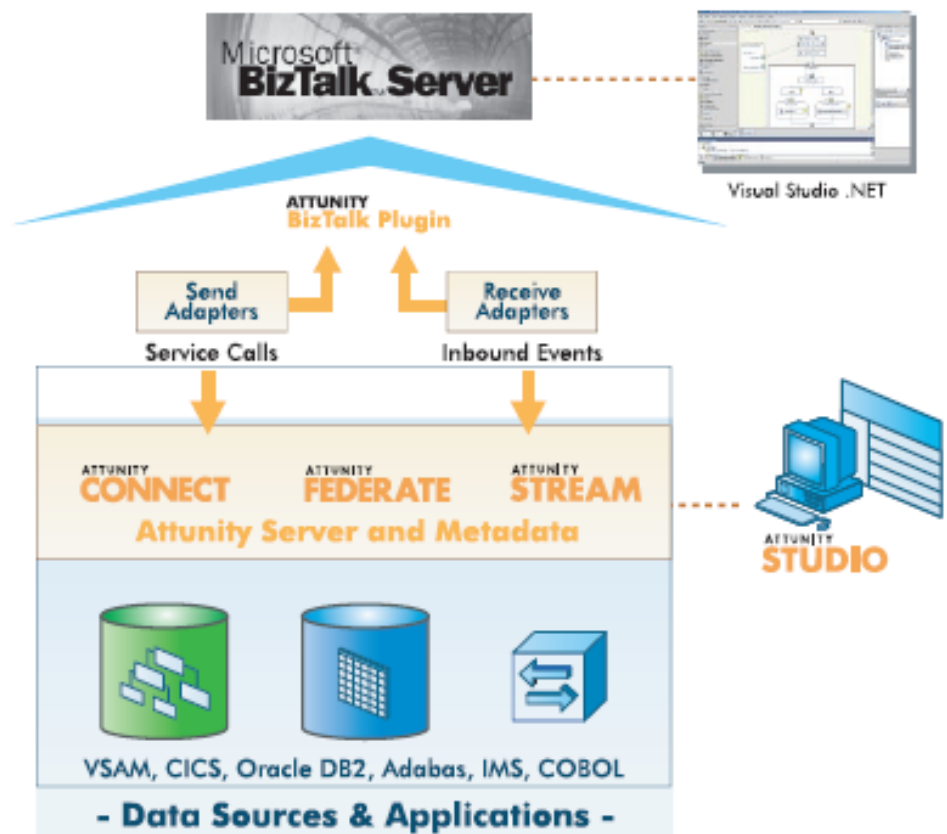 Microsoft®
BizTalk™ Server
Visual Studio .NET
ATTUNITY
BizTalk Plugin
Send
Adapters
Receive
Adapters
Service Calls
Inbound Events
ATTUNITY
CONNECT
ATTUNITY
FEDERATE
ATTUNITY
STREAM
Attunity Server and Metadata
ATTUNITY
STUDIO
VSAM, CICS, Oracle DB2, Adabas, IMS, COBOL
- Data Sources & Applications -